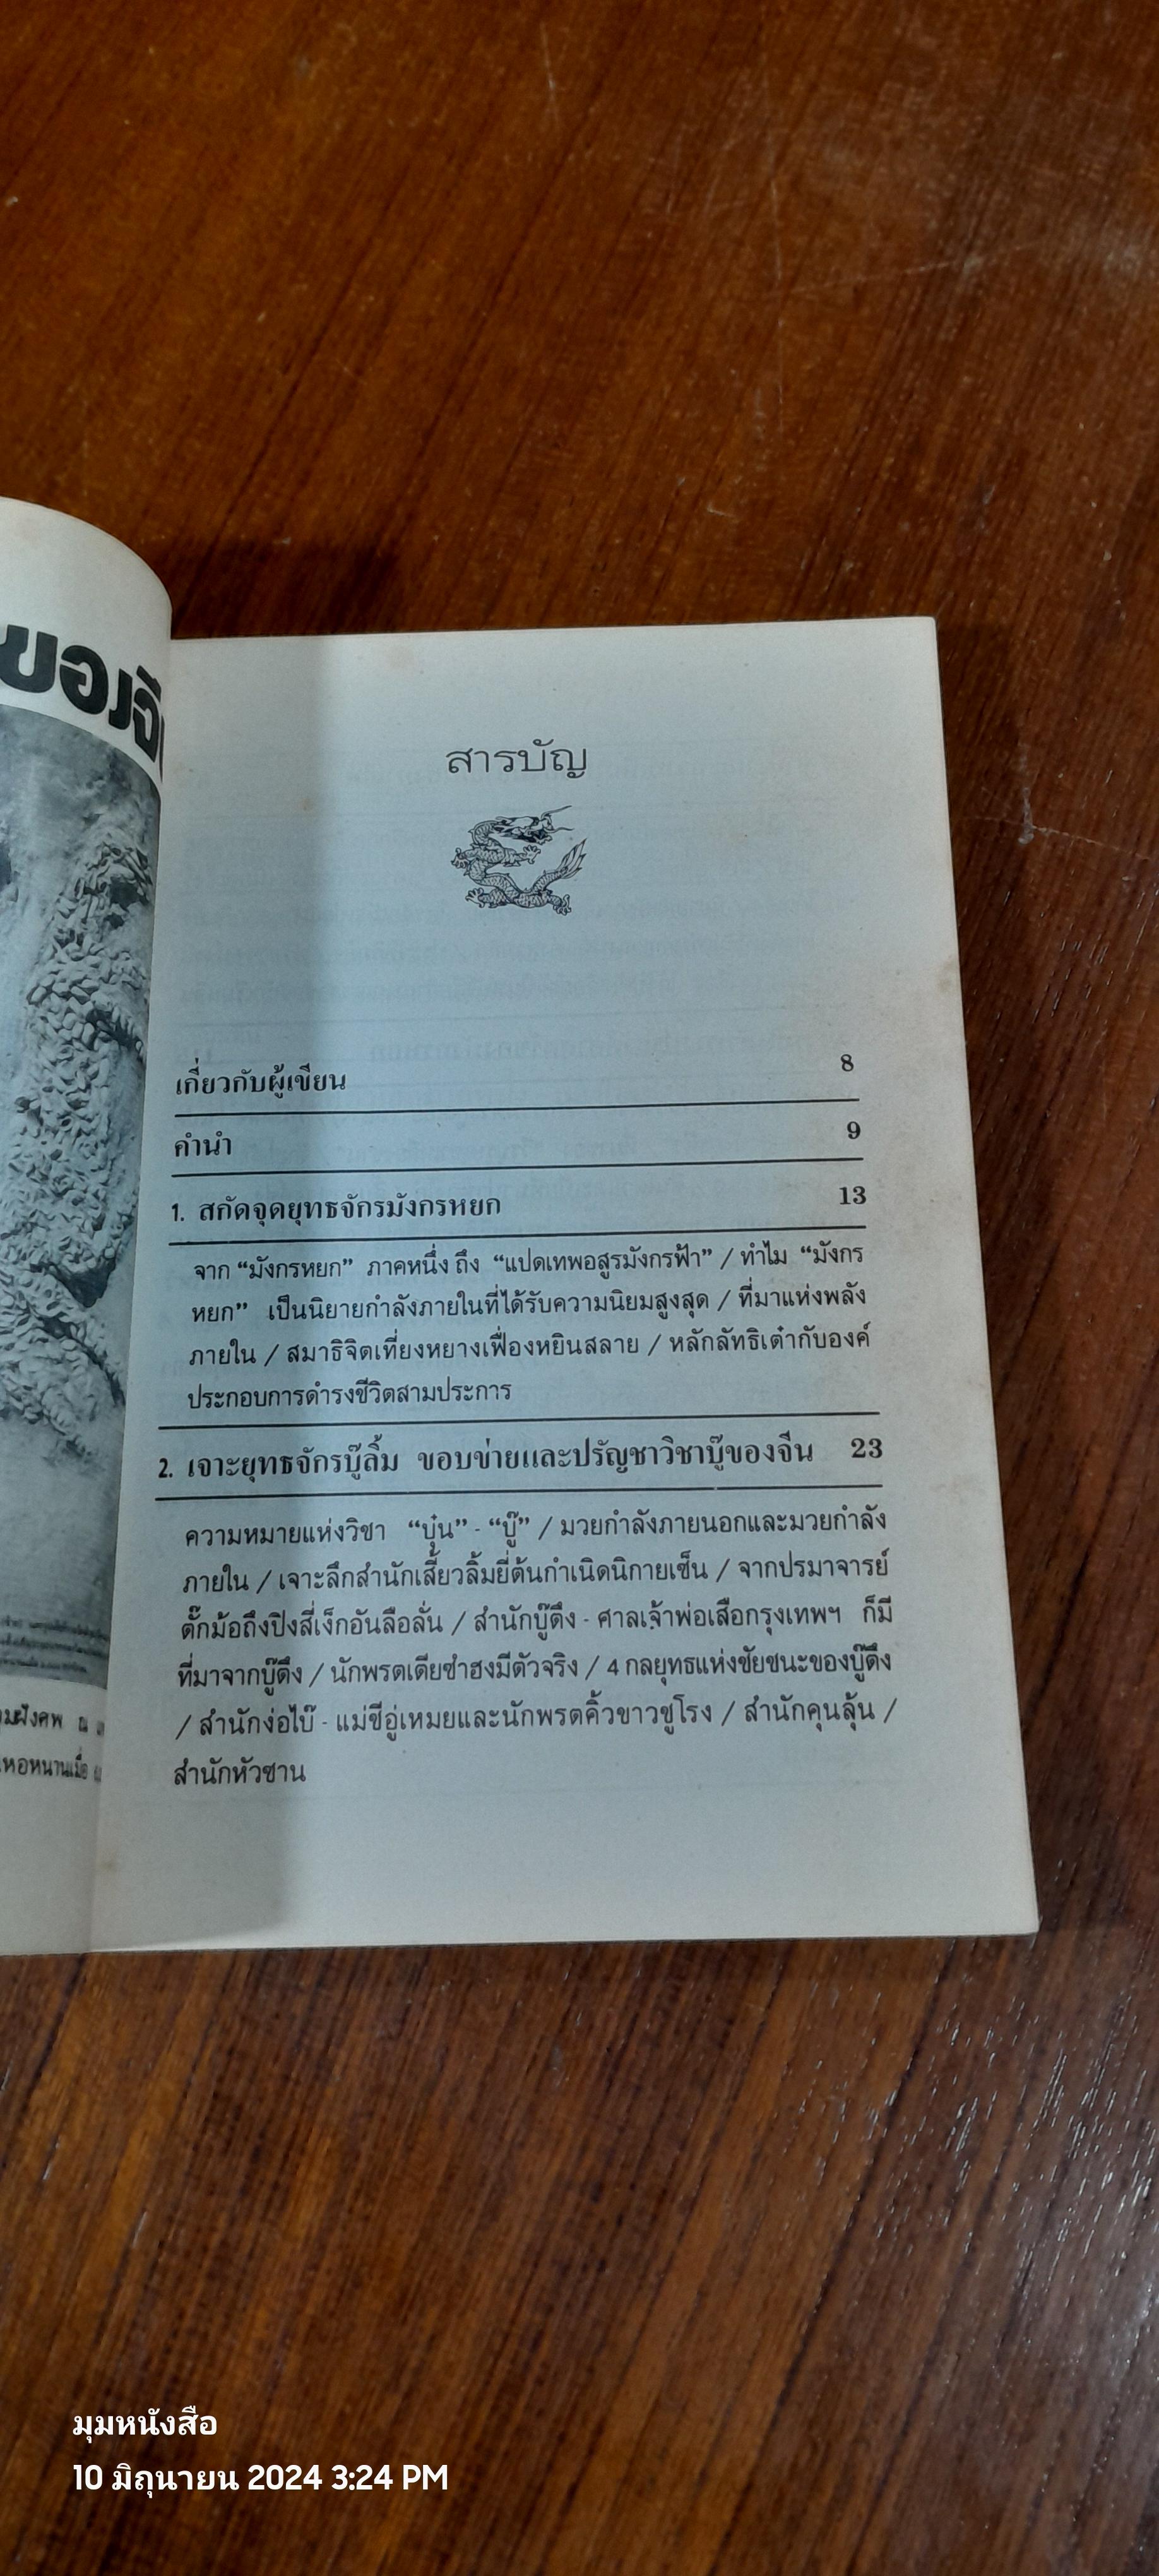 ของจี
สารบัญ
เกี่ยวกับผู้เขียน 8
คำนำ 9
1. สกัดจุดยุทธจักรมังกรหยก 13
จาก “มังกรหยก” ภาคหนึ่ง ถึง “แปดเทพอสูรมังกรฟ้า” / ทำไม “มังกร
หยก” เป็นนิยายกำลังภายในที่ได้รับความนิยมสูงสุด / ที่มาแห่งพลัง
ภายใน / สมาธิจิตเที่ยงหยางเฟื่องหยินสลาย / หลักลัทธิเต๋ากับองค์
ประกอบการดำรงชีวิตสามประการ
2. เจาะยุทธจักรบู๊ลิ้ม ขอบข่ายและปรัญชาวิชาบู๊ของจีน 23
ความหมายแห่งวิชา “บุ๋น” - “บู๊” / มวยกำลังภายนอกและมวยกำลัง
ภายใน / เจาะลึกสำนักเสี้ยวลิ้มยี่ต้นกำเนิดนิกายเซ็น / จากปรมาจารย์
ตั๊กม้อถึงปิงสี่เง็กอันลือลั่น / สำนักบู๊ตึง - ศาลเจ้าพ่อเสือกรุงเทพฯ ก็มี
ที่มาจากบู๊ตึง / นักพรตเตียซำฮงมีตัวจริง / 4 กลยุทธแห่งชัยชนะของบู๊ตึง
/ สำนักง่อไบ๊ - แม่ชีอู่เหมยและนักพรตคิ้วขาวชูโรง / สำนักคุนลุ้น /
สำนักหัวซาน
มฝังศพ ณ
หอหนานเมื่อ
มุมหนังสือ
10 มิถุนายน 2024 3:24 PM